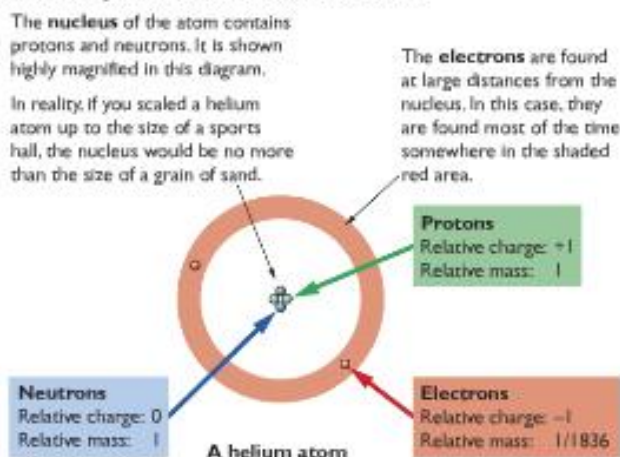 The nucleus of the atom contains
protons and neutrons. It is shown
highly magnified in this diagram.
In reality, if you scaled a helium
atom up to the size of a sports
hall, the nucleus would be no more
than the size of a grain of sand.
The electrons are found
at large distances from the
nucleus. In this case, they
are found most of the time
somewhere in the shaded
red area.
Protons
Relative charge: +1
Relative mass: 1
Neutrons
Relative charge: 0
Relative mass: 1
Electrons
Relative charge: –1
Relative mass: 1/1836
A helium atom